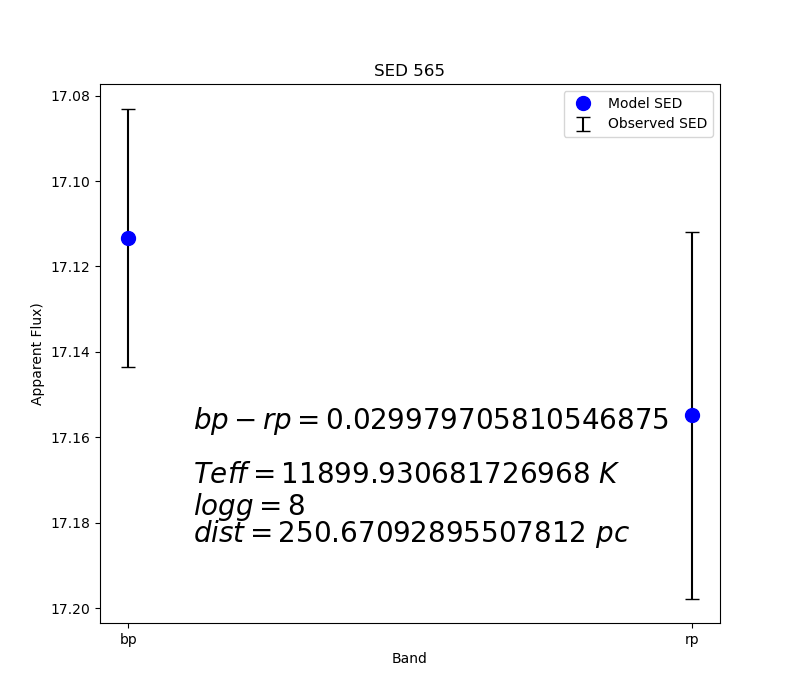 SED 565
Model SED
Observed SED
17.08
17.10
17.12
17.14
17.16
17.18
17.20
Apparent Flux)
bp − rp = 0.029979705810546875
Teff = 11899.930681726968 K
logg = 8
dist = 250.67092895507812 pc
bp
rp
Band